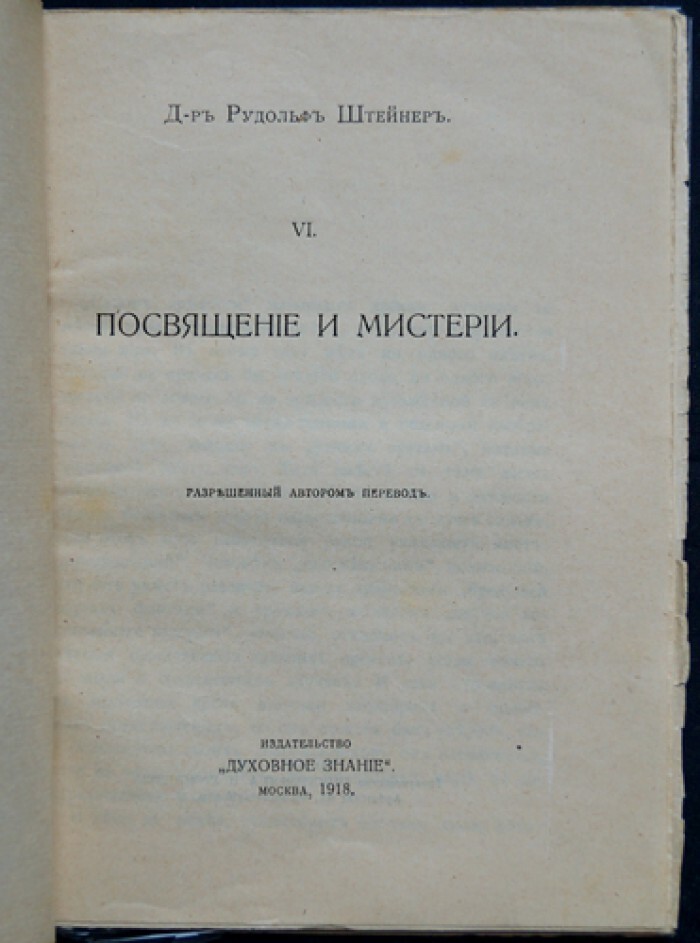 Д-ръ Рудольфъ Штейнеръ.
VI.
ПОСВЯЩЕНІЕ И МИСТЕРІИ.
РАЗРѢШЕННЫЙ АВТОРОМЪ ПЕРЕВОДЪ.
ИЗДАТЕЛЬСТВО
„ДУХОВНОЕ ЗНАНІЕ“.
МОСКВА, 1918.